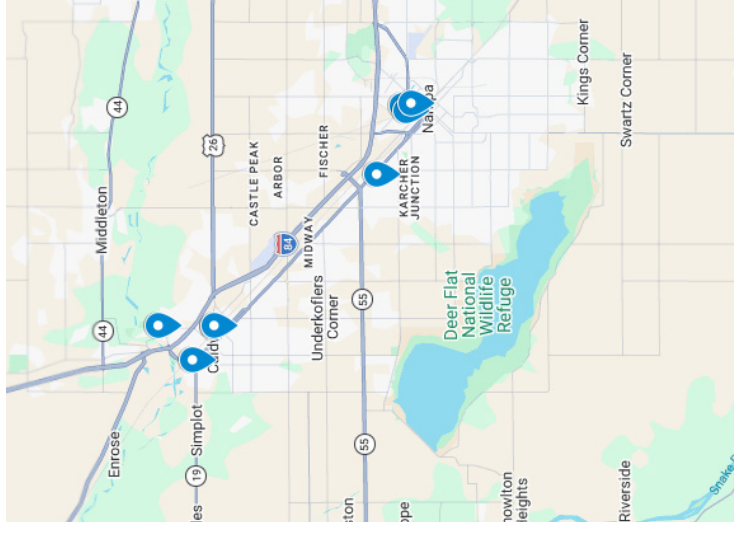 Kings Corner
Swartz Corner
44
26
CASTLE PEAK
ARBOR
FISCHER
KARCHER
JUNCTION
Middleton
84
MIDWAY
Underkoflers
Corner
Deer Flat
National
Wildlife
Refuge
44
55
Enrose
Simplot
19
55
Riverside
Snake